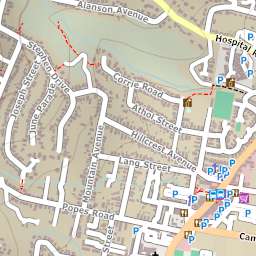 Alanson Avenue
Hospital R
Stephen Drive
Joseph Street
June Parade
Corrie Road
Athol Street
Hillcrest Avenue
Mountain Avenue
Lang Street
Popes Road
Street
Cam
P
P
P
P
P
P
P
P
P
P